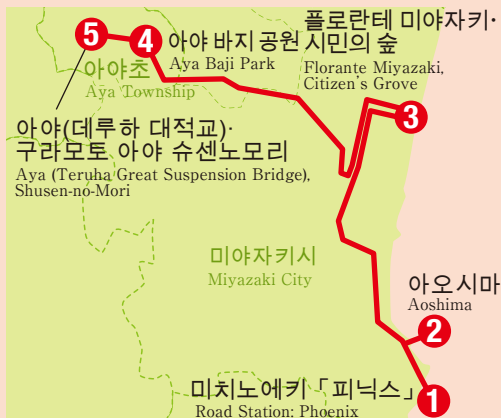 5
4
아야 바지 공원
Aya Baji Park
플로란테 미야자키·
시민의 숲
Florante Miyazaki,
Citizen's Grove
3
아야초
Aya Township
아야(데루하 대적교)·
구라모토 아야 슈센노모리
Aya (Teruha Great Suspension Bridge),
Shusen-no-Mori
미야자키시
Miyazaki City
아오시마
Aoshima
2
미치노에키「피닉스」
Road Station: Phoenix
1